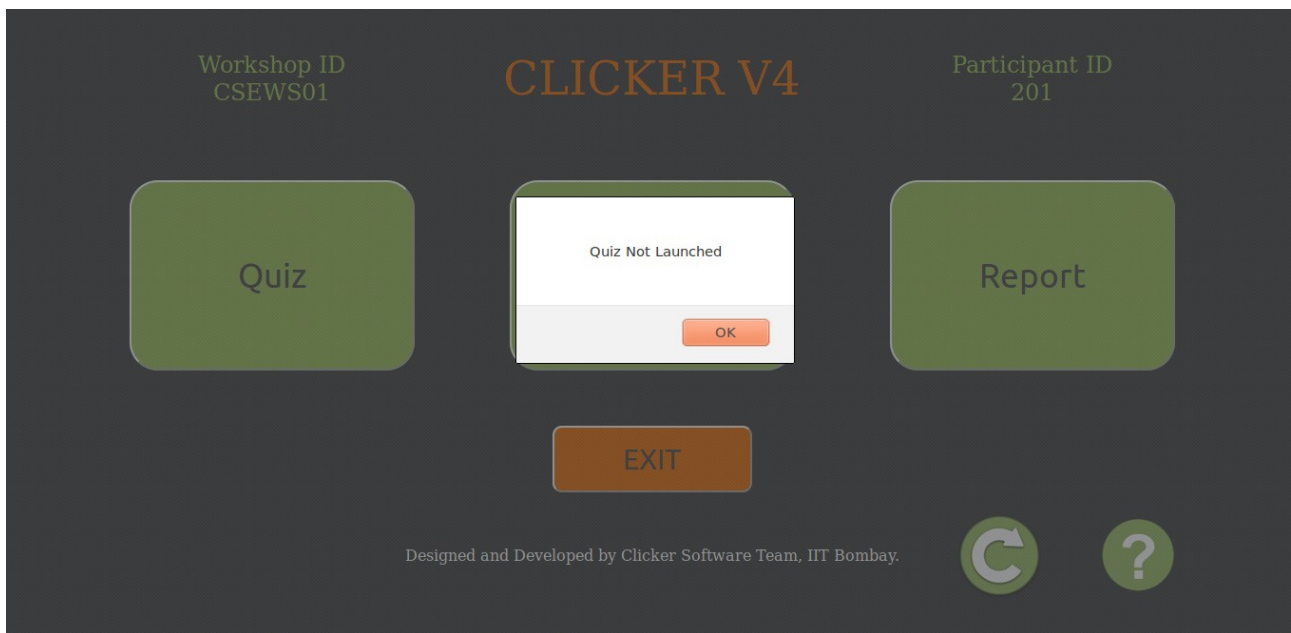 Workshop ID
CSEWS01
CLICKER V4
Participant ID
201
Quiz
Quiz Not Launched
OK
Report
EXIT
Designed and Developed by Clicker Software Team, IIT Bombay.
?